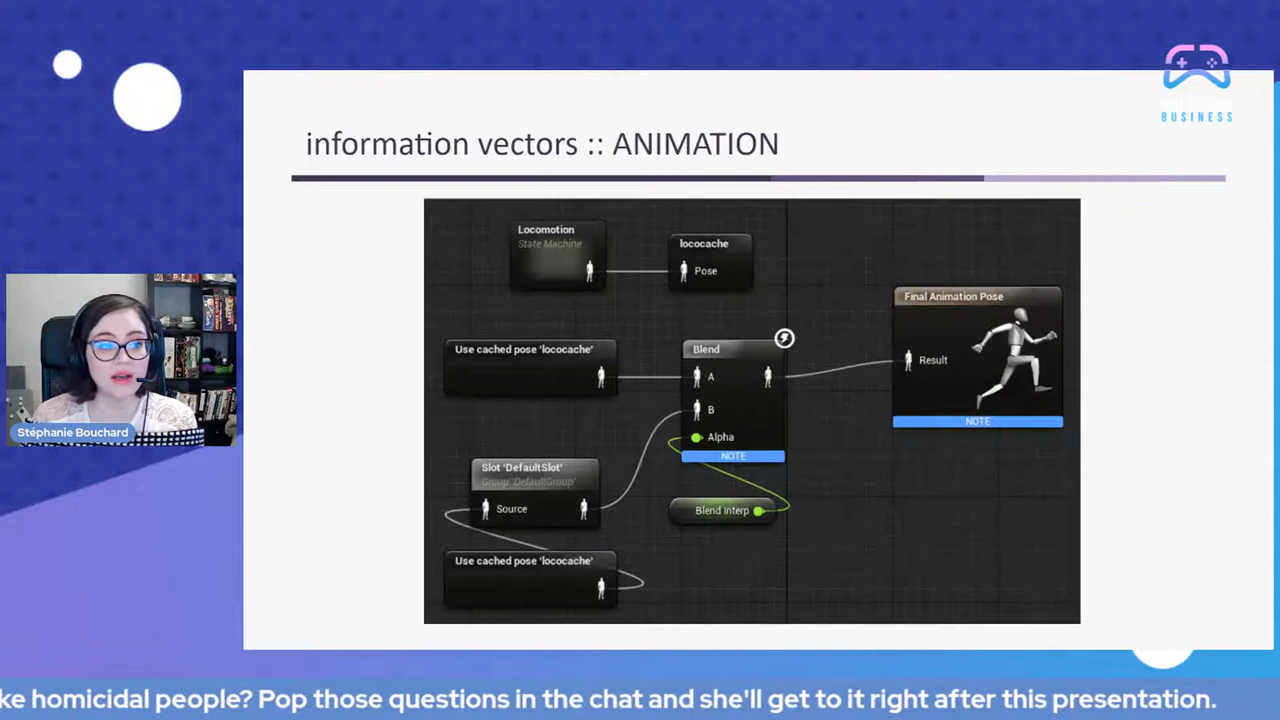 BUSINESS
information vectors :: ANIMATION
Locomotion
State Machine
lococache
Pose
Final Animation Pose
Result
NOTE
Use cached pose 'lococache'
Blend
A
B
Alpha
NOTE
Slot 'DefaultSlot'
Group 'DefaultGroup'
Source
Blend Interp
Use cached pose 'lococache'
Stéphanie Bouchard
ke homicidal people? Pop those questions in the chat and she'll get to it right after this presentation.